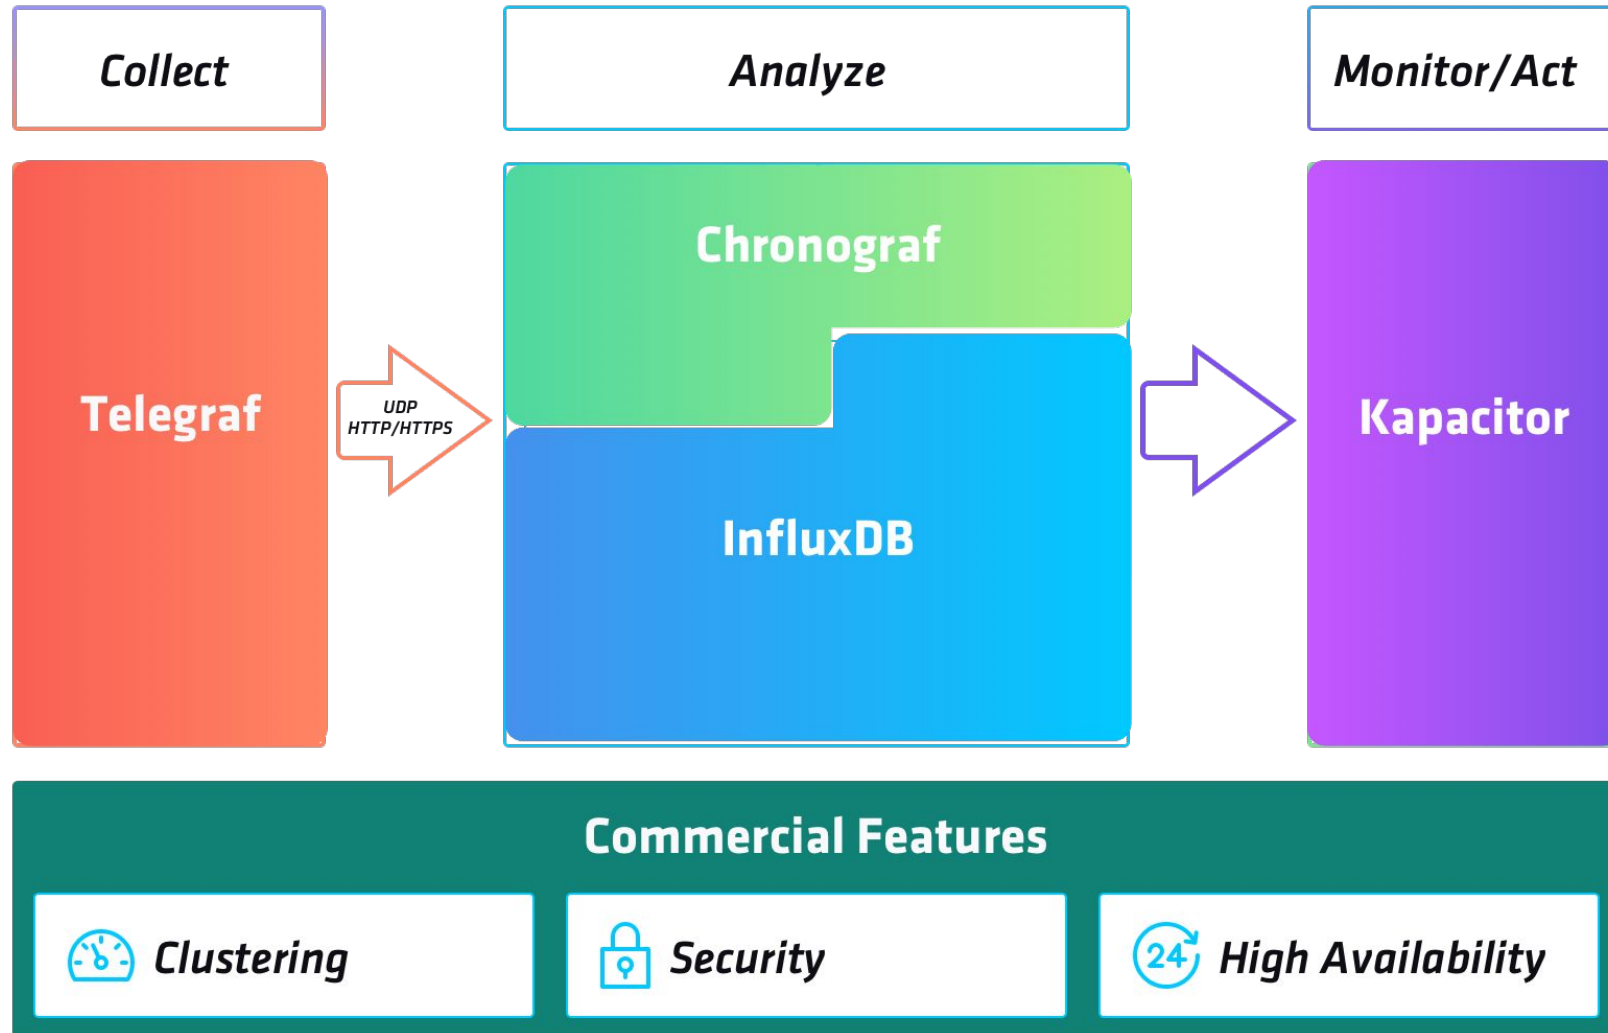 Collect
Analyze
Monitor/Act
Telegraf
UDP
HTTP/HTTPS
Chronograf
InfluxDB
Kapacitor
Commercial Features
Clustering
Security
24
High Availability